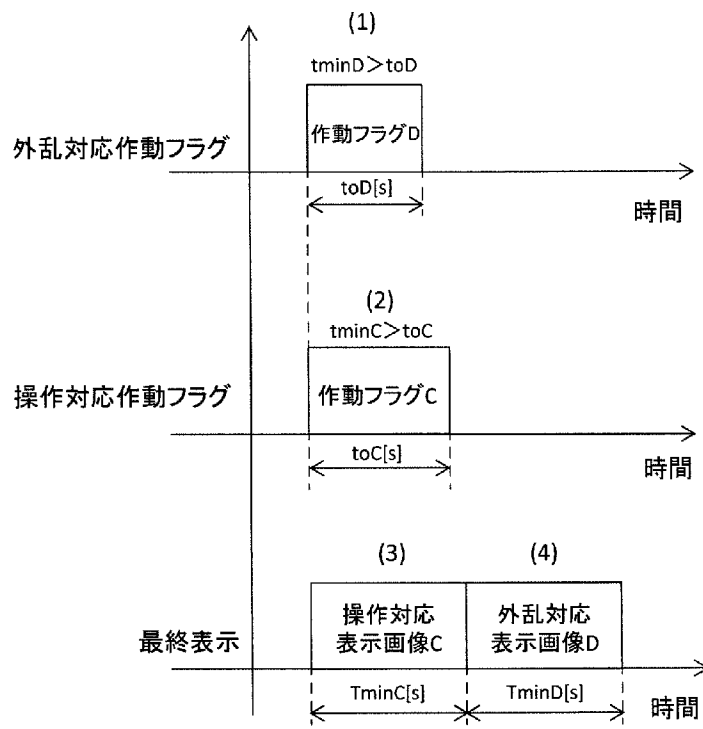 (1)
tminD>toD
外乱対応作動フラグ
作動フラグD
toD[s]
時間
(2)
tminC>toC
操作対応作動フラグ
作動フラグC
toC[s]
時間
(3)
(4)
最終表示
操作対応
表示画像C
外乱対応
表示画像D
TminC[s]
TminD[s]
時間